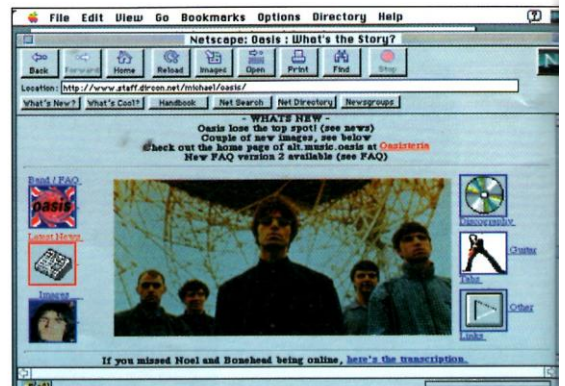 File Edit View Go Bookmarks Options Directory Help
Netscape: Oasis : What's the Story?
Back Forward Home Reload Images Open Print Find Stop
N
Location: http://www.staff.dircon.net/michael/oasis/
What's New? What's Cool? Handbook Net Search Net Directory Newsgroups
- WHATS NEW -
Oasis lose the top spot! (see news)
Couple of new images, see below
Check out the home page of alt.music.oasis at Oasisteria
New FAQ version 2 available (see FAQ)
Band / FAQ
oasis
Latest News
Images
Discography
Guitar
Tabs
Other
Links
If you missed Noel and Bonehead being online, here's the transcription.